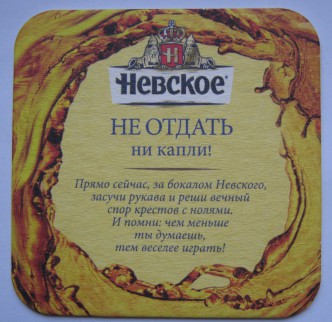 Н
Невское
НЕ ОТДАТЬ
ни капли!
Прямо сейчас, за бокалом Невского,
засучи рукава и реши вечный
спор крестов с нолями.
И помни: чем меньше
ты думаешь,
тем веселее играть!